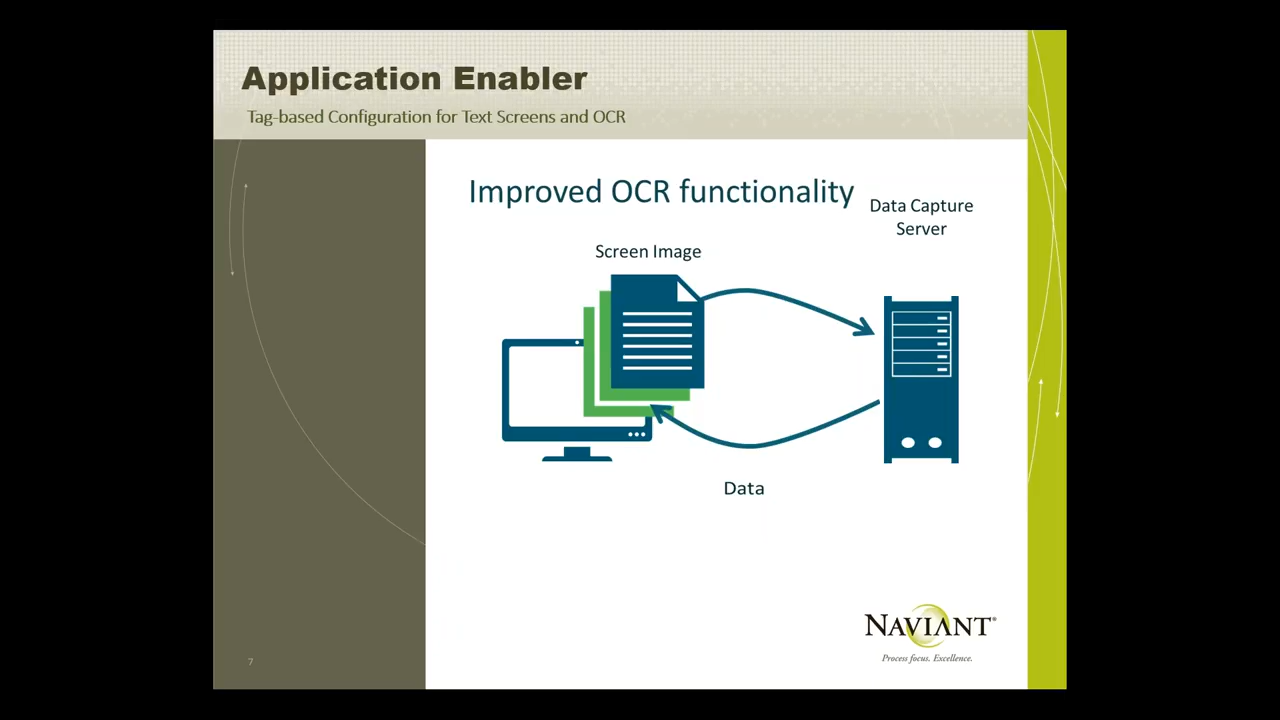 Application Enabler
Tag-based Configuration for Text Screens and OCR
Improved OCR functionality
Data Capture
Server
Screen Image
Data
NAVIANT®
Process focus. Excellence.
7